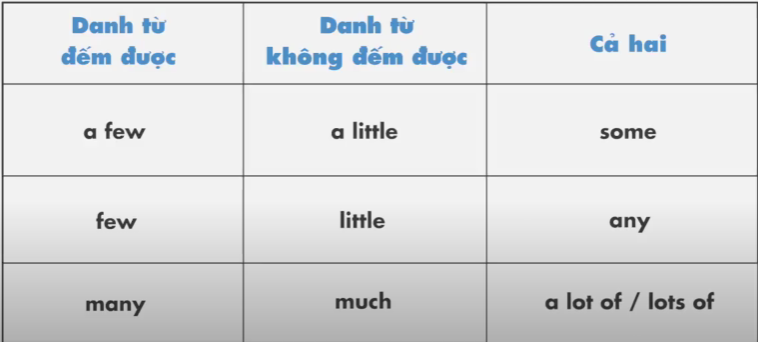 Danh từ
đếm được
Danh từ
không đếm được
Cả hai
a few
a little
some
few
little
any
many
much
a lot of / lots of